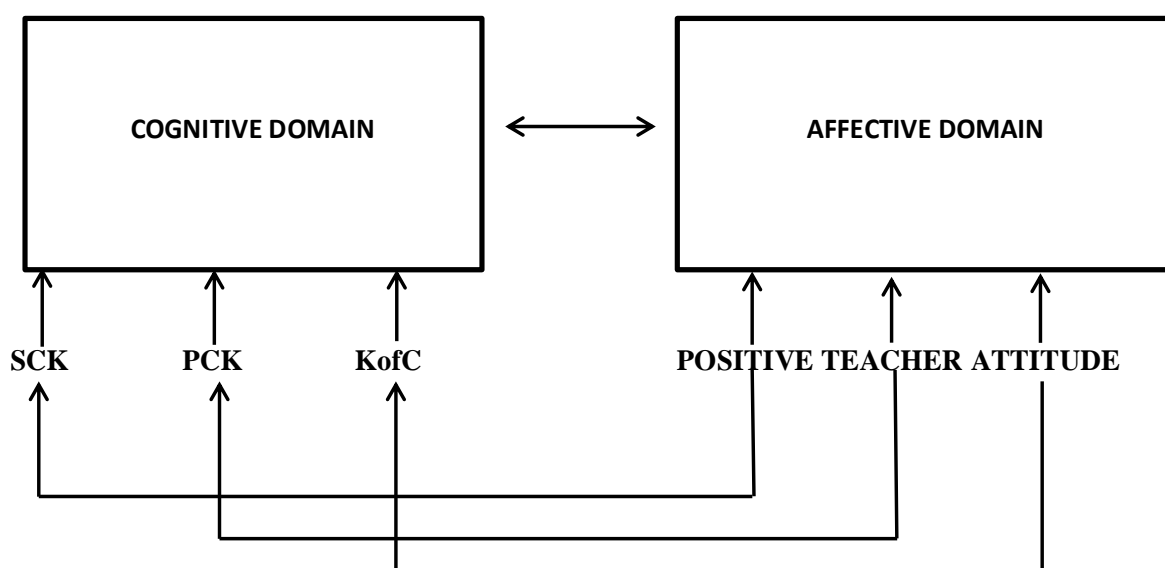 COGNITIVE DOMAIN
AFFECTIVE DOMAIN
SCK
PCK
KofC
POSITIVE TEACHER ATTITUDE